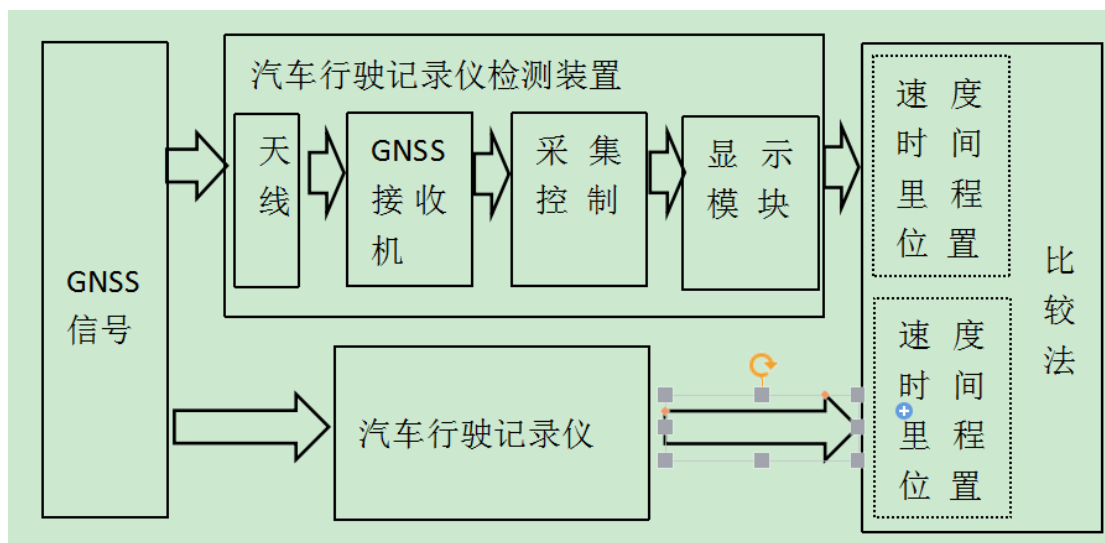 GNSS
信号
汽车行驶记录仪检测装置
天
线
GNSS
接收
机
采集
控制
显示
模块
汽车行驶记录仪
速度
时间
里程
位置
速度
时间
里程
位置
比
较
法